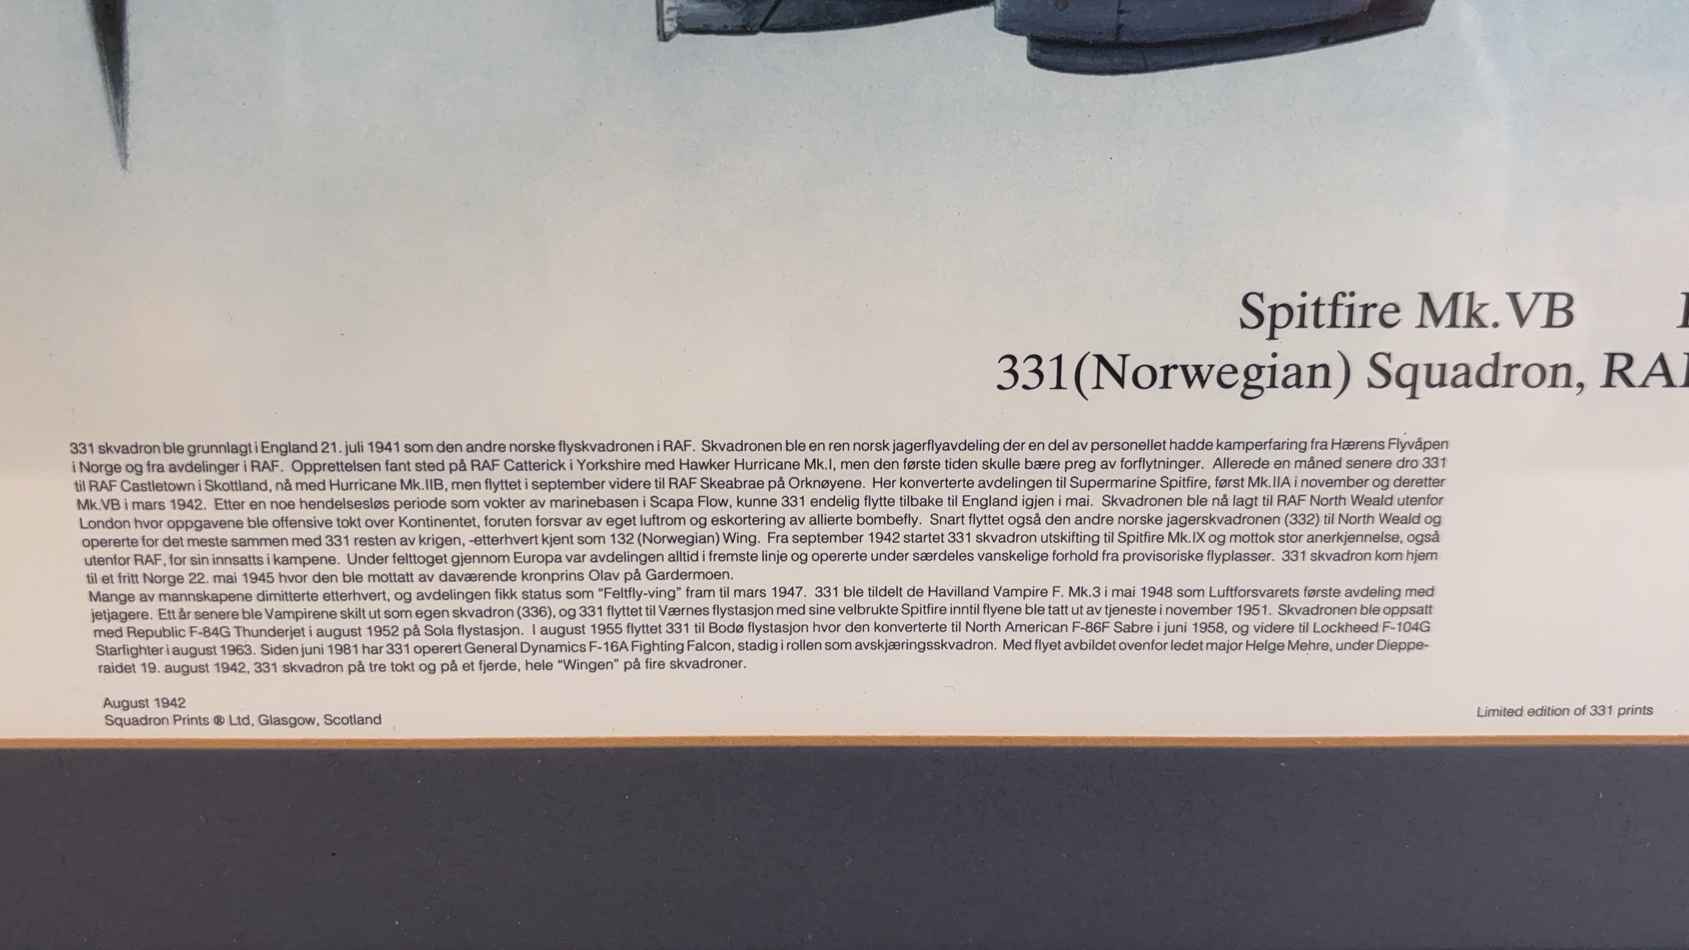 Spitfire Mk.VB
331(Norwegian) Squadron,
331 skvadron ble grunnlagt i England 21. juli 1941 som den andre norske flyskvadronen i RAF. Skvadronen ble en ren norsk jagerflyavdeling der en del av personellet hadde kamperfaring fra Hærens Flyvåpen
i Norge og fra avdelinger i RAF. Opprettelsen fant sted på RAF Catterick i Yorkshire med Hawker Hurricane Mk.I, men den første tiden skulle bære preg av forflytninger. Allerede en måned senere dro 331
til RAF Castletown i Skottland, nå med Hurricane Mk.IIB, men flyttet i september videre til RAF Skeabrae på Orknøyene. Her konverterte avdelingen til Supermarine Spitfire, først Mk.IIA i november og deretter
Mk.VB i mars 1942. Etter en noe hendelsesløs periode som vokter av marinebasen i Scapa Flow, kunne 331 endelig flytte tilbake til England igjen i mai. Skvadronen ble nå lagt til RAF North Weald utenfor
London hvor oppgavene ble offensive tokt over Kontinentet, foruten forsvar av eget luftrom og eskortering av allierte bombefly. Snart flyttet også den andre norske jagerskvadronen (332) til North Weald og
opererte for det meste sammen med 331 resten av krigen, -etterhvert kjent som 132 (Norwegian) Wing. Fra september 1942 startet 331 skvadron utskifting til Spitfire Mk.IX og mottok stor anerkjennelse, også
utenfor RAF, for sin innsatts i kampene. Under felttoget gjennom Europa var avdelingen alltid i fremste linje og opererte under særdeles vanskelige forhold fra provisoriske flyplasser. 331 skvadron kom hjem
til et fritt Norge 22. mai 1945 hvor den ble mottatt av daværende kronprins Olav på Gardermoen.
Mange av mannskapene dimitterte etterhvert, og avdelingen fikk status som “Feltfly-ving” fram til mars 1947. 331 ble tildelt de Havilland Vampire F. Mk.3 i mai 1948 som Luftforsvarets første avdeling med
jetjagere. Ett år senere ble Vampirene skilt ut som egen skvadron (336), og 331 flyttet til Værnes flystasjon med sine velbrukte Spitfire inntil flyene ble tatt ut av tjeneste i november 1951. Skvadronen ble oppsatt
med Republic F-84G Thunderjet i august 1952 på Sola flystasjon. I august 1955 flyttet 331 til Bodø flystasjon hvor den konverterte til North American F-86F Sabre i juni 1958, og videre til Lockheed F-104G
Starfighter i august 1963. Siden juni 1981 har 331 operert General Dynamics F-16A Fighting Falcon, stadig i rollen som avskjæringsskvadron. Med flyet avbildet ovenfor ledet major Helge Mehre, under Dieppe-
raidet 19. august 1942, 331 skvadron på tre tokt og på et fjerde, hele “Wingen” på fire skvadroner.
August 1942
Squadron Prints ® Ltd, Glasgow, Scotland
Limited edition of 331 prints